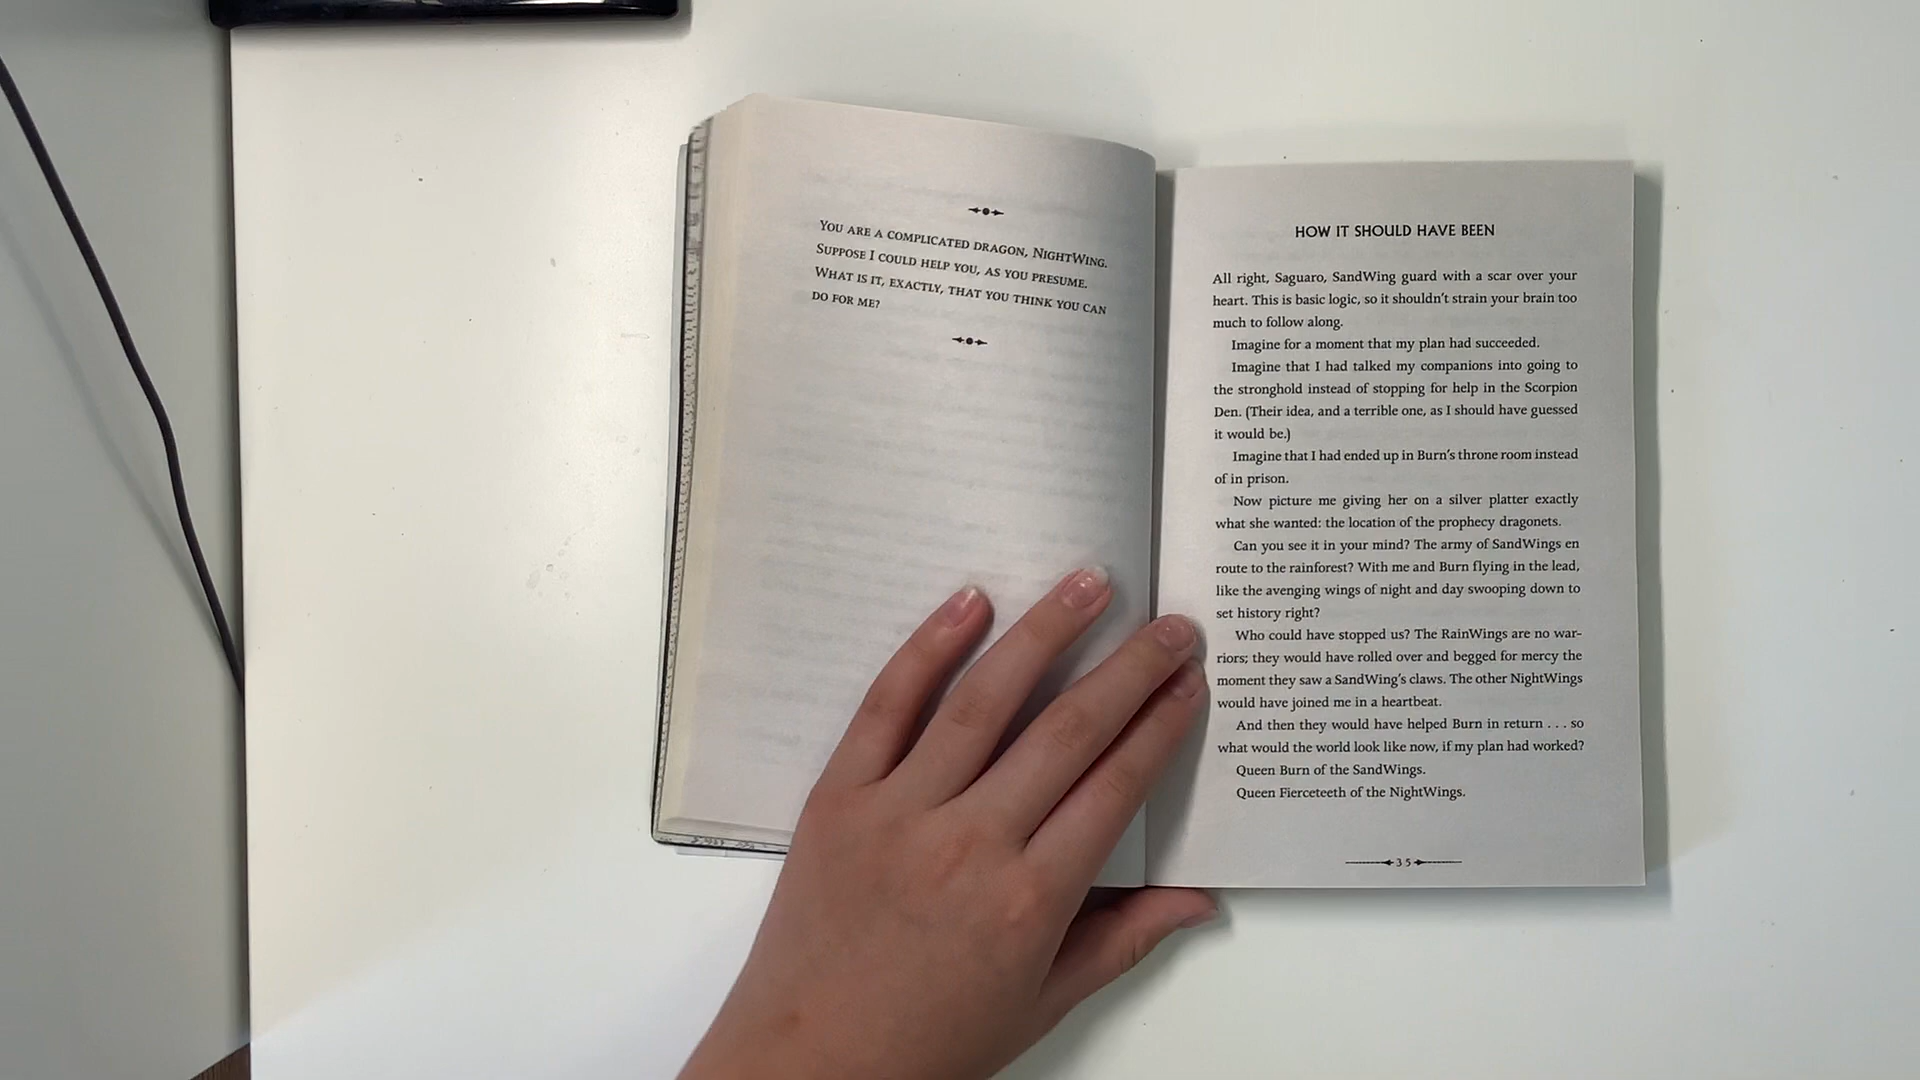 You are a complicated dragon, NightWing.
Suppose I could help you, as you presume.
What is it, exactly, that you think you can
do for me?
HOW IT SHOULD HAVE BEEN
All right, Saguaro, SandWing guard with a scar over your
heart. This is basic logic, so it shouldn't strain your brain too
much to follow along.
Imagine for a moment that my plan had succeeded.
Imagine that I had talked my companions into going to
the stronghold instead of stopping for help in the Scorpion
Den. (Their idea, and a terrible one, as I should have guessed
it would be.)
Imagine that I had ended up in Burn's throne room instead
of in prison.
Now picture me giving her on a silver platter exactly
what she wanted: the location of the prophecy dragonets.
Can you see it in your mind? The army of SandWings en
route to the rainforest? With me and Burn flying in the lead,
like the avenging wings of night and day swooping down to
set history right?
Who could have stopped us? The RainWings are no war-
riors; they would have rolled over and begged for mercy the
moment they saw a SandWing's claws. The other NightWings
would have joined me in a heartbeat.
And then they would have helped Burn in return . . . so
what would the world look like now, if my plan had worked?
Queen Burn of the SandWings.
Queen Fierceteeth of the NightWings.
35